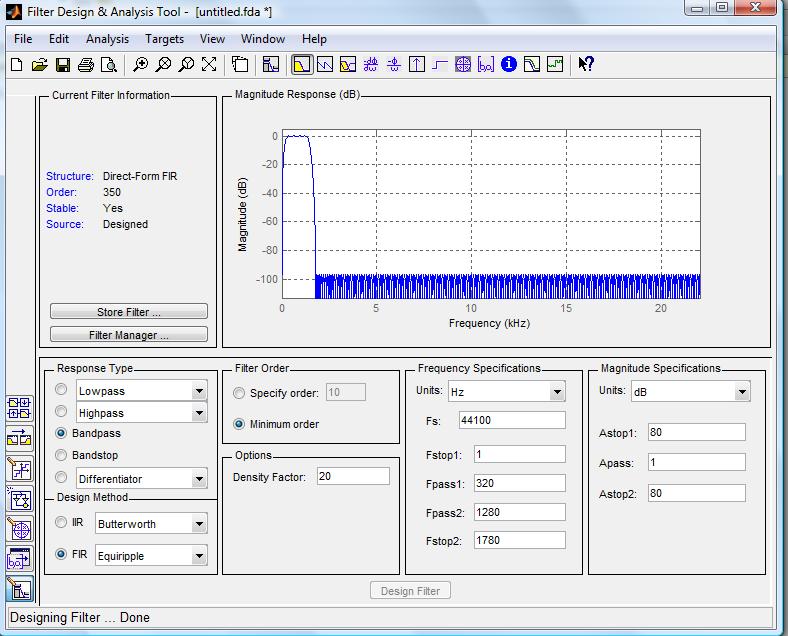 Filter Design & Analysis Tool - [untitled.fda *]
File Edit Analysis Targets View Window Help
Current Filter Information
Structure: Direct-Form FIR
Order: 350
Stable: Yes
Source: Designed
Store Filter ...
Filter Manager ...
Magnitude Response (dB)
0
-20
-40
-60
-80
-100
Magnitude (dB)
0 5 10 15 20
Frequency (kHz)
Response Type
Lowpass
Highpass
Bandpass
Bandstop
Differentiator
Design Method
IIR Butterworth
FIR Equiripple
Filter Order
Specify order: 10
Minimum order
Options
Density Factor: 20
Frequency Specifications
Units: Hz
Fs: 44100
Fstop1: 1
Fpass1: 320
Fpass2: 1280
Fstop2: 1780
Magnitude Specifications
Units: dB
Astop1: 80
Apass: 1
Astop2: 80
Design Filter
Designing Filter ... Done